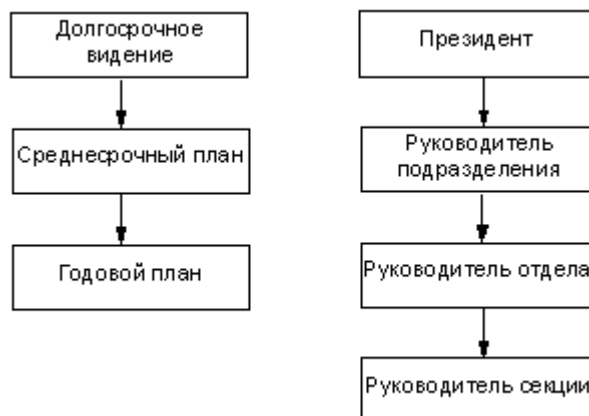 Долгосрочное
видение
Среднесрочный план
Годовой план
Президент
Руководитель
подразделения
Руководитель отдела
Руководитель секции